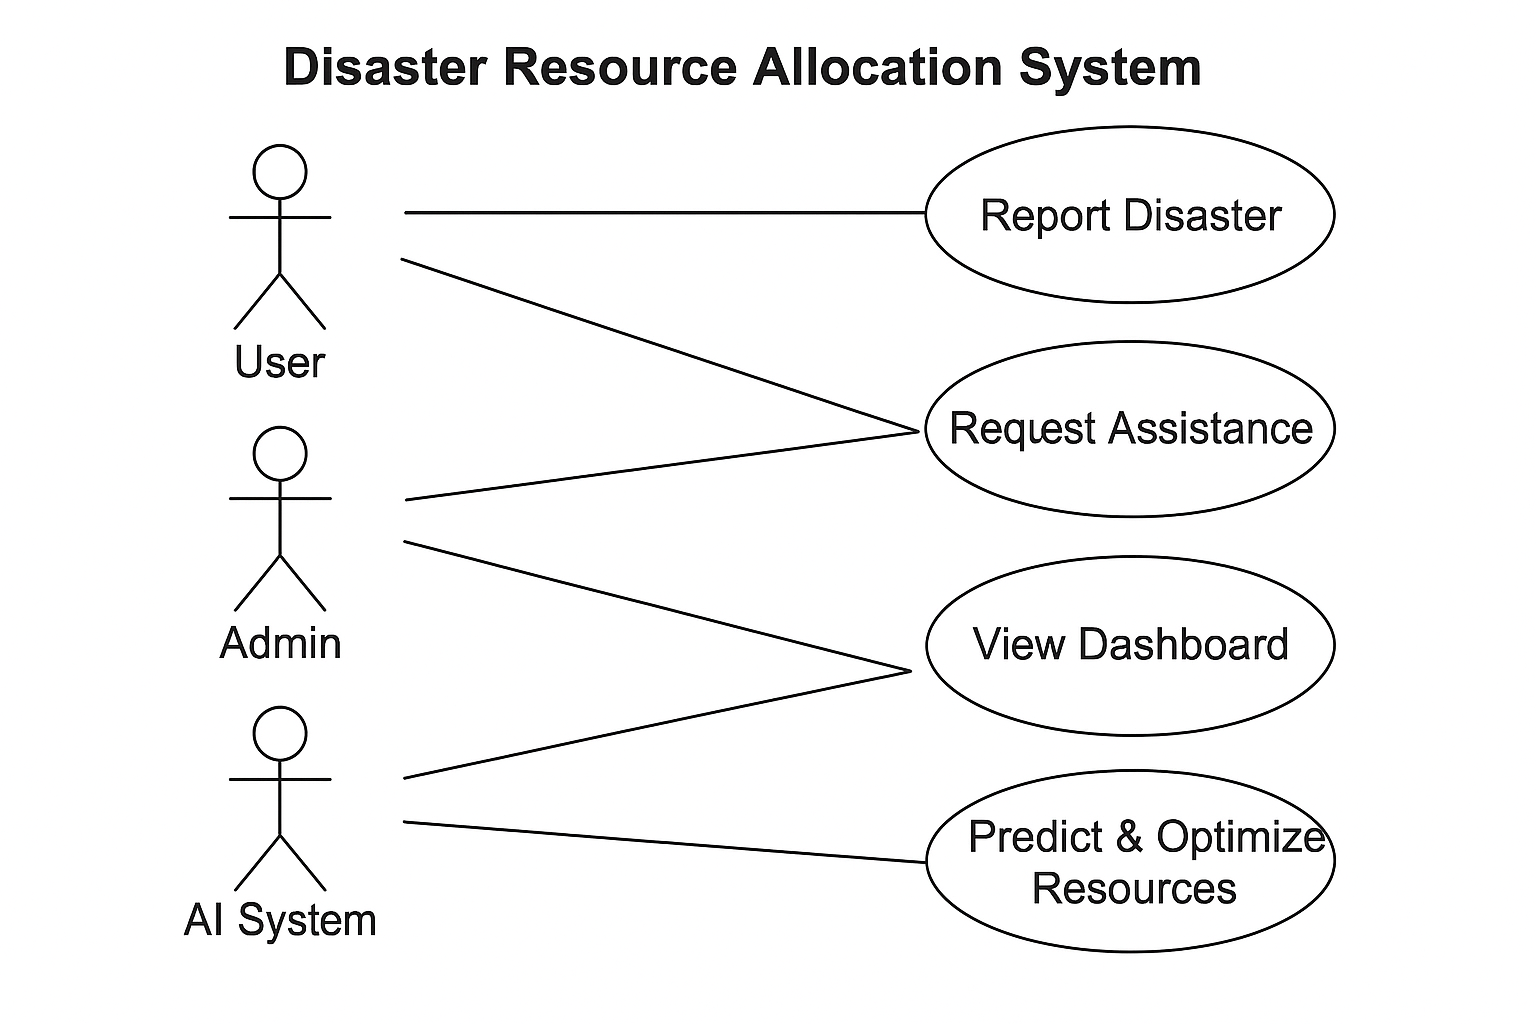 Disaster Resource Allocation System
Report Disaster
User
Request Assistance
Admin
View Dashboard
Predict & Optimize
Resources
AI System